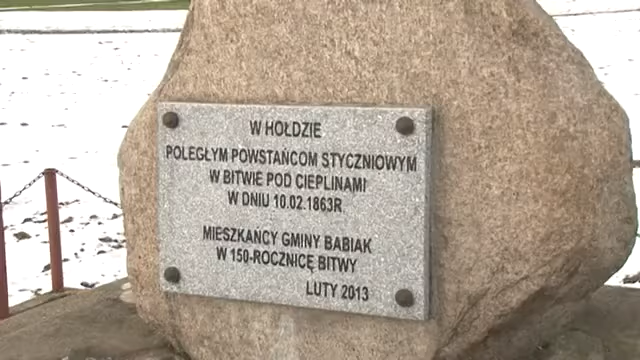 W HOŁDZIE
POLEGŁYM POWSTAŃCOM STYCZNIOWYM
W BITWIE POD CIEPLINAMI
W DNIU 10.02.1863R
MIESZKAŃCY GMINY BABIAK
W 150-ROCZNICĘ BITWY
LUTY 2013